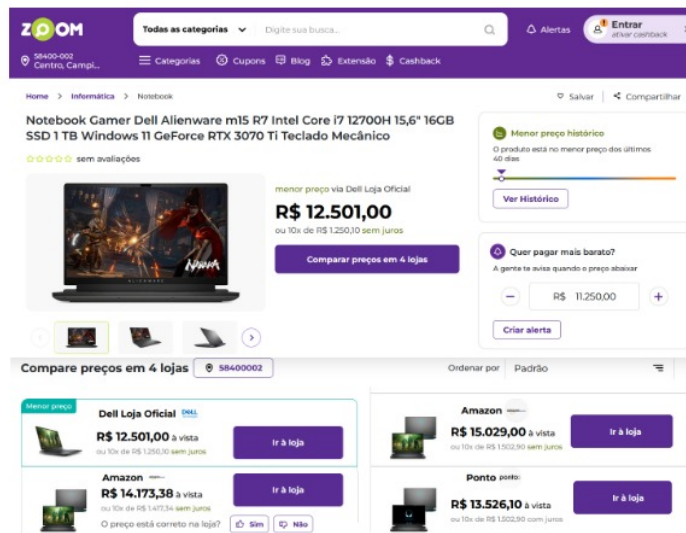 ZOOM
Todas as categorias
Digite sua busca...
Alertas
Entrar
ativar cashback
58400-002
Centro, Campi...
Categorias
Cupons
Blog
Extensão
Cashback
Home > Informática > Notebook
Salvar
Compartilhar
Notebook Gamer Dell Alienware m15 R7 Intel Core i7 12700H 15,6" 16GB
SSD 1 TB Windows 11 GeForce RTX 3070 Ti Teclado Mecânico
sem avaliações
menor preço via Dell Loja Oficial
R$ 12.501,00
ou 10x de R$ 1.250,10 sem juros
Comparar preços em 4 lojas
NARAKA
ALIENWARE
Menor preço histórico
O produto está no menor preço dos últimos
40 dias
Ver Histórico
Quer pagar mais barato?
A gente te avisa quando o preço abaixar
− R$ 11.250,00 +
Criar alerta
Compare preços em 4 lojas
58400002
Ordenar por
Padrão
Menor preço
Dell Loja Oficial DELL
R$ 12.501,00 à vista
ou 10x de R$ 1.250,10 sem juros
Ir à loja
Amazon
R$ 14.173,38 à vista
ou 10x de R$ 1.417,34 sem juros
Ir à loja
O preço está correto na loja?
Sim
Não
Amazon
R$ 15.029,00 à vista
ou 10x de R$ 1.502,90 sem juros
Ir à loja
Ponto ponto:
R$ 13.526,10 à vista
ou 10x de R$ 1.502,90 com juros
Ir à loja